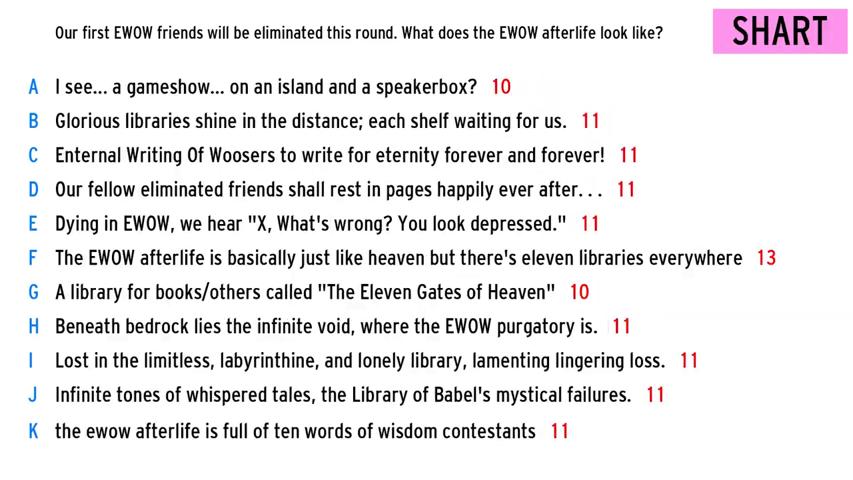 Our first EWOW friends will be eliminated this round. What does the EWOW afterlife look like?
SHART
A I see... a gameshow... on an island and a speakerbox? 10
B Glorious libraries shine in the distance; each shelf waiting for us. 11
C Enternal Writing Of Woosers to write for eternity forever and forever! 11
D Our fellow eliminated friends shall rest in pages happily ever after. . . 11
E Dying in EWOW, we hear "X, What's wrong? You look depressed." 11
F The EWOW afterlife is basically just like heaven but there's eleven libraries everywhere 13
G A library for books/others called "The Eleven Gates of Heaven" 10
H Beneath bedrock lies the infinite void, where the EWOW purgatory is. 11
I Lost in the limitless, labyrinthine, and lonely library, lamenting lingering loss. 11
J Infinite tones of whispered tales, the Library of Babel's mystical failures. 11
K the ewow afterlife is full of ten words of wisdom contestants 11